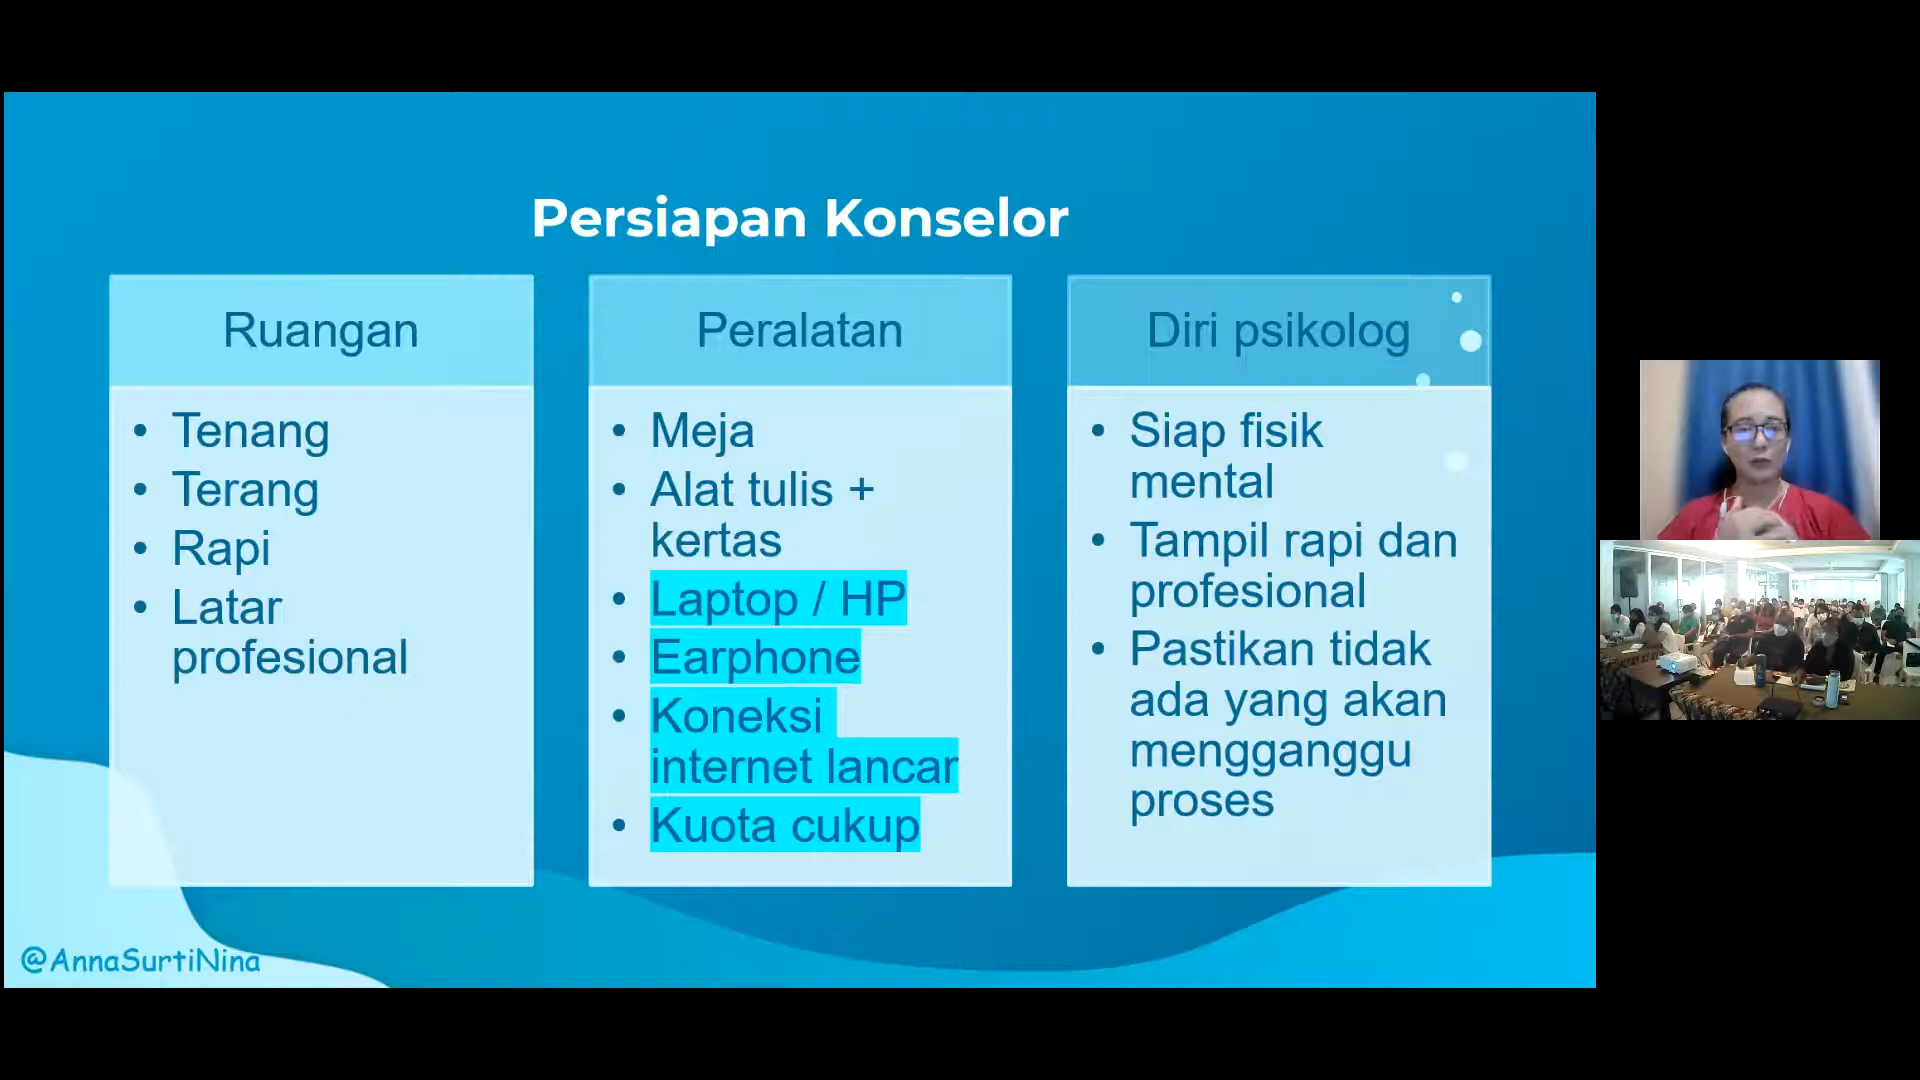 Persiapan Konselor
Ruangan
• Tenang
• Terang
• Rapi
• Latar
profesional
Peralatan
• Meja
• Alat tulis +
kertas
• Laptop / HP
• Earphone
• Koneksi
internet lancar
• Kuota cukup
Diri psikolog
• Siap fisik
mental
• Tampil rapi dan
profesional
• Pastikan tidak
ada yang akan
mengganggu
proses
@AnnaSurtiNina